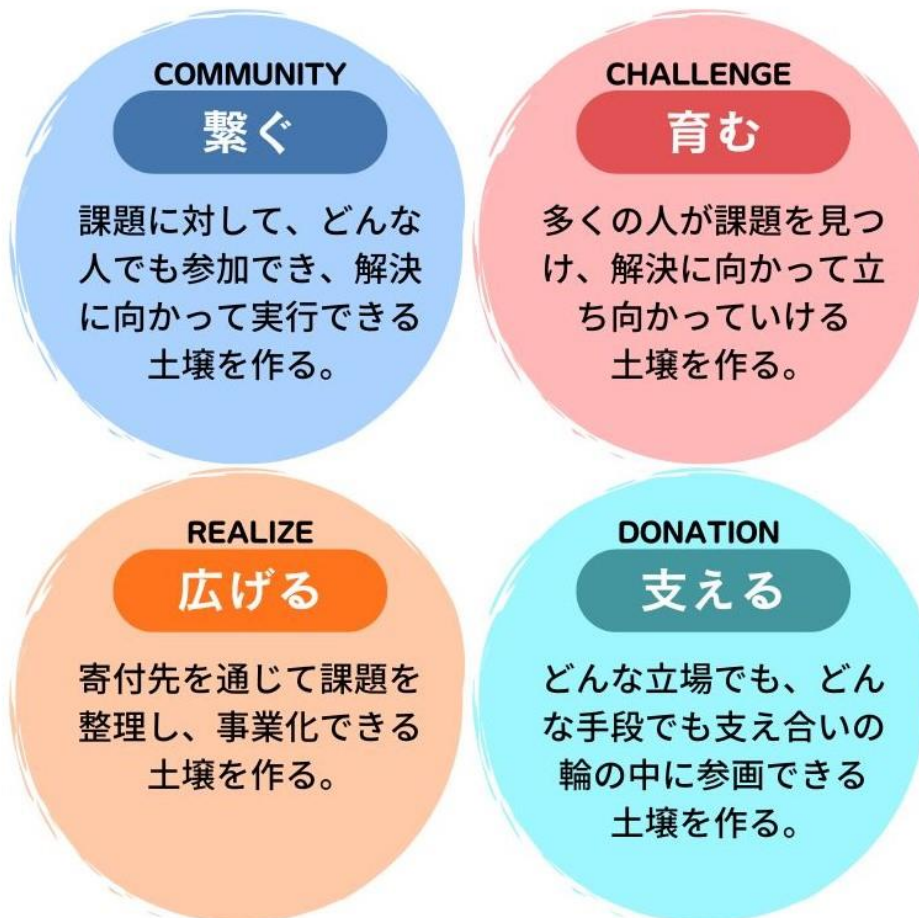 COMMUNITY
繋ぐ
課題に対して、どんな
人でも参加でき、解決
に向かって実行できる
土壌を作る。
CHALLENGE
育む
多くの人が課題を見つ
け、解決に向かって立
ち向かっていける
土壌を作る。
REALIZE
広げる
寄付先を通じて課題を
整理し、事業化できる
土壌を作る。
DONATION
支える
どんな立場でも、どん
な手段でも支え合いの
輪の中に参画できる
土壌を作る。